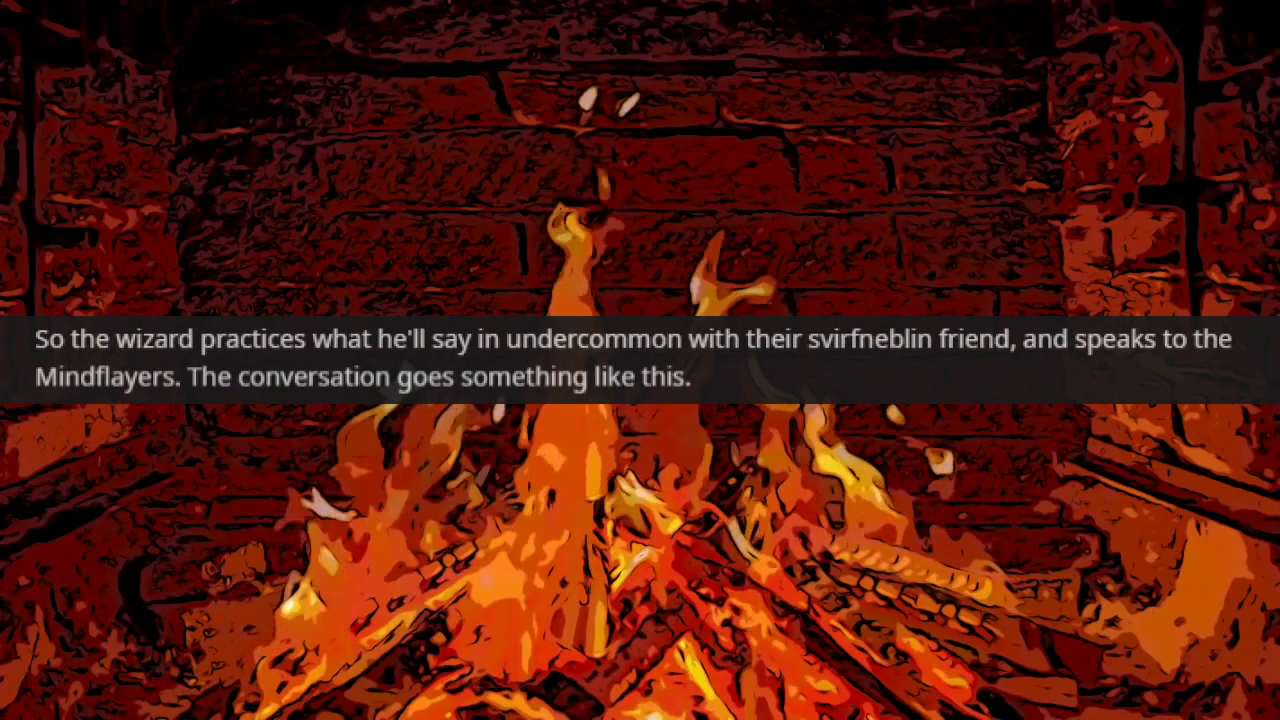 So the wizard practices what he'll say in undercommon with their svirfneblin friend, and speaks to the
Mindflayers. The conversation goes something like this.